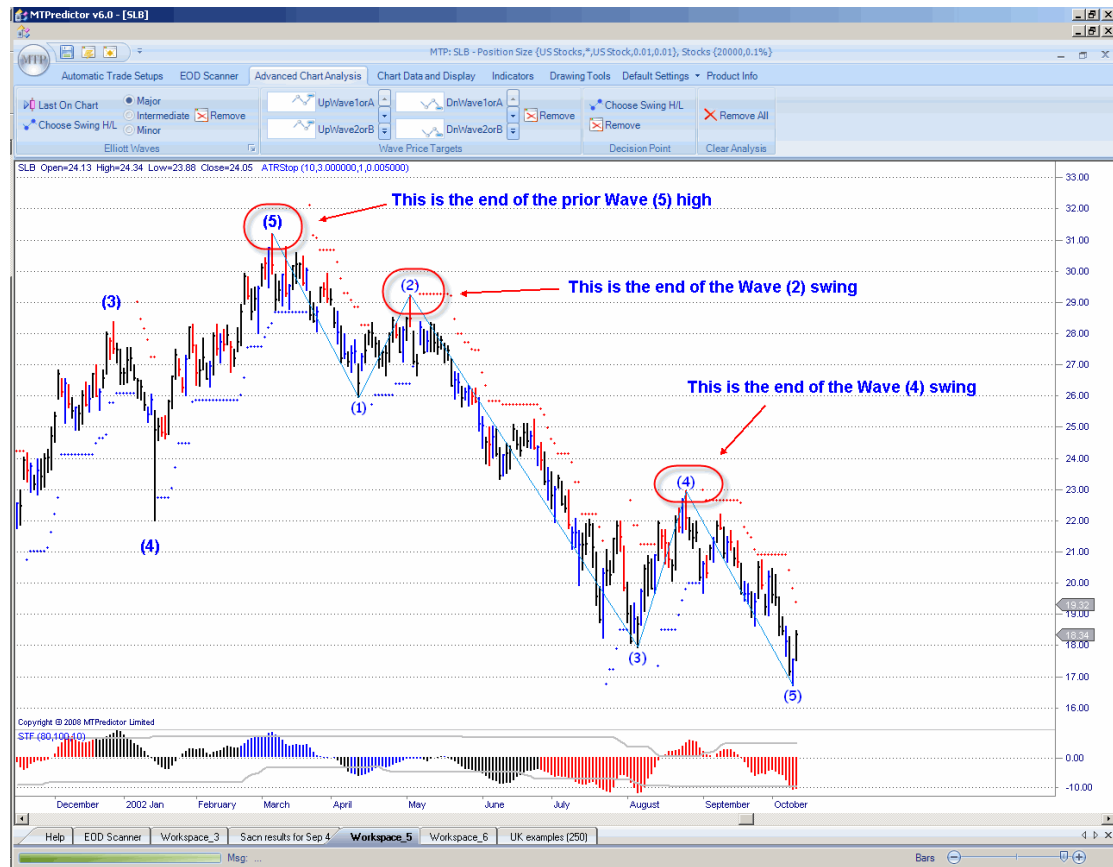 MTPredictor v6.0 - [SLB]
MTP
MTP: SLB - Position Size {US Stocks,*,US Stock,0.01,0.01}, Stocks {20000,0.1%}
Automatic Trade Setups EOD Scanner Advanced Chart Analysis Chart Data and Display Indicators Drawing Tools Default Settings Product Info
Last On Chart Major UpWave1orA DnWave1orA Choose Swing H/L
Intermediate Remove Remove Remove All
Choose Swing H/L Minor UpWave2orB DnWave2orB Remove
Elliott Waves Wave Price Targets Decision Point Clear Analysis
SLB Open=24.13 High=24.34 Low=23.88 Close=24.05 ATRStop (10,3.000000,1,0.005000)
33.00
This is the end of the prior Wave (5) high
32.00
(5)
31.00
30.00
(2)
This is the end of the Wave (2) swing
(3)
29.00
28.00
27.00
This is the end of the Wave (4) swing
26.00
(1)
25.00
24.00
(4)
23.00
22.00
(4)
21.00
20.00
19.32
19.00
18.34
18.00
(3)
17.00
(5)
16.00
Copyright © 2008 MTPredictor Limited
STF (80,100,10)
0.00
-10.00
December 2002 Jan February March April May June July August September October
Help EOD Scanner Workspace_3 Sacn results for Sep 4 Workspace_5 Workspace_6 UK examples (250)
Msg: ... Bars